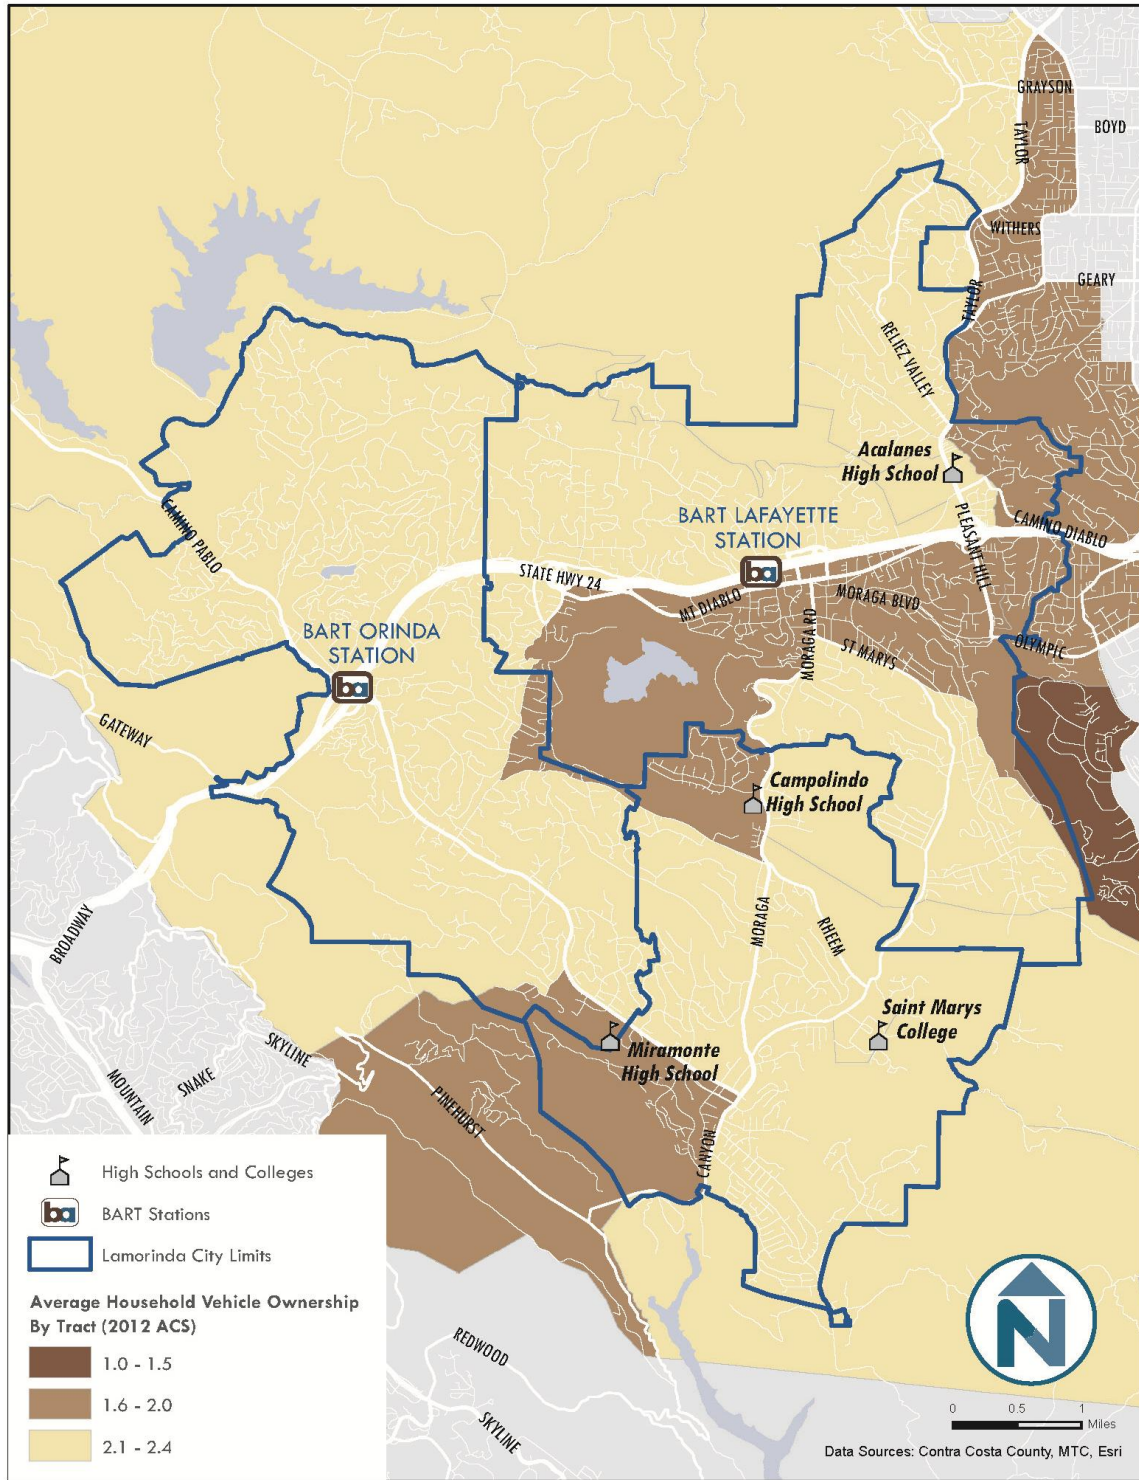 GRAYSON
BOYD
TAYLOR
WITHERS
GEARY
TAYLOR
RELIEZ VALLEY
Acalanes
High School
CAMINO PABLO
BART LAFAYETTE
STATION
PLEASANT HILL
CAMINO DIABLO
STATE HWY 24
ba
MT DIABLO
MORAGA BLVD
MORAGA RD
ST MARYS
OLYMPIC
BART ORINDA
STATION
ba
GATEWAY
Campolindo
High School
BROADWAY
MORAGA
RHEEM
Saint Marys
College
Miramonte
High School
SKYLINE
SNAKE
MOUNTAIN
PINEHURST
CANYON
REDWOOD
SKYLINE
High Schools and Colleges
ba
BART Stations
Lamorinda City Limits
Average Household Vehicle Ownership
By Tract (2012 ACS)
1.0 - 1.5
1.6 - 2.0
2.1 - 2.4
N
0 0.5 1
Miles
Data Sources: Contra Costa County, MTC, Esri